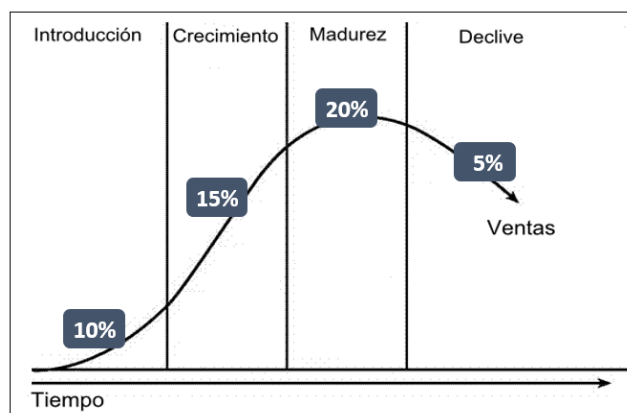 Introducción Crecimiento Madurez Declive
20%
5%
15%
Ventas
10%
Tiempo